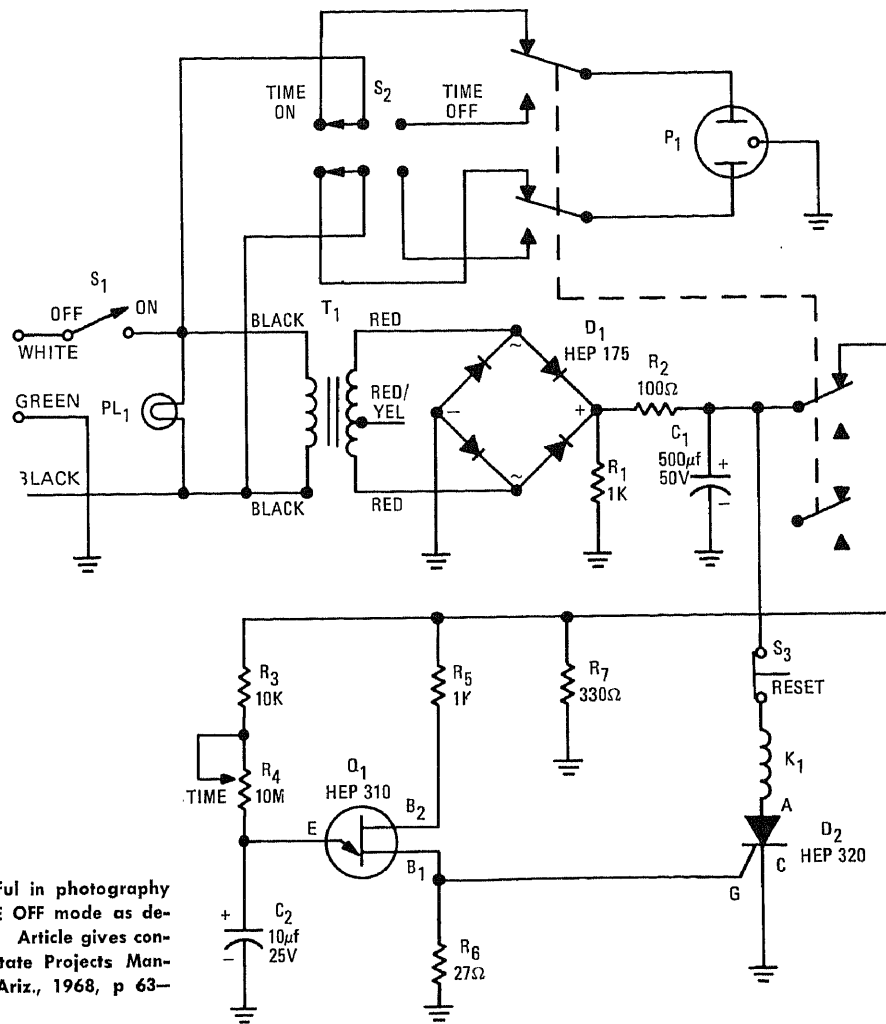 TIME ON
S2
TIME OFF
P1
S1
OFF
ON
WHITE
GREEN
PL1
BLACK
T1
RED
RED/YEL
RED
BLACK
D1
HEP 175
~
−
+
~
R1
1K
R2
100Ω
C1
500μf
50V
+
−
R3
10K
R4
10M
TIME
Q1
HEP 310
E
B2
B1
R5
1K
R7
330Ω
S3
RESET
K1
A
D2
HEP 320
C
G
+
C2
10μf
25V
−
R6
27Ω
ful in photography
E OFF mode as de-
Article gives con-
tate Projects Man-
Ariz., 1968, p 63—